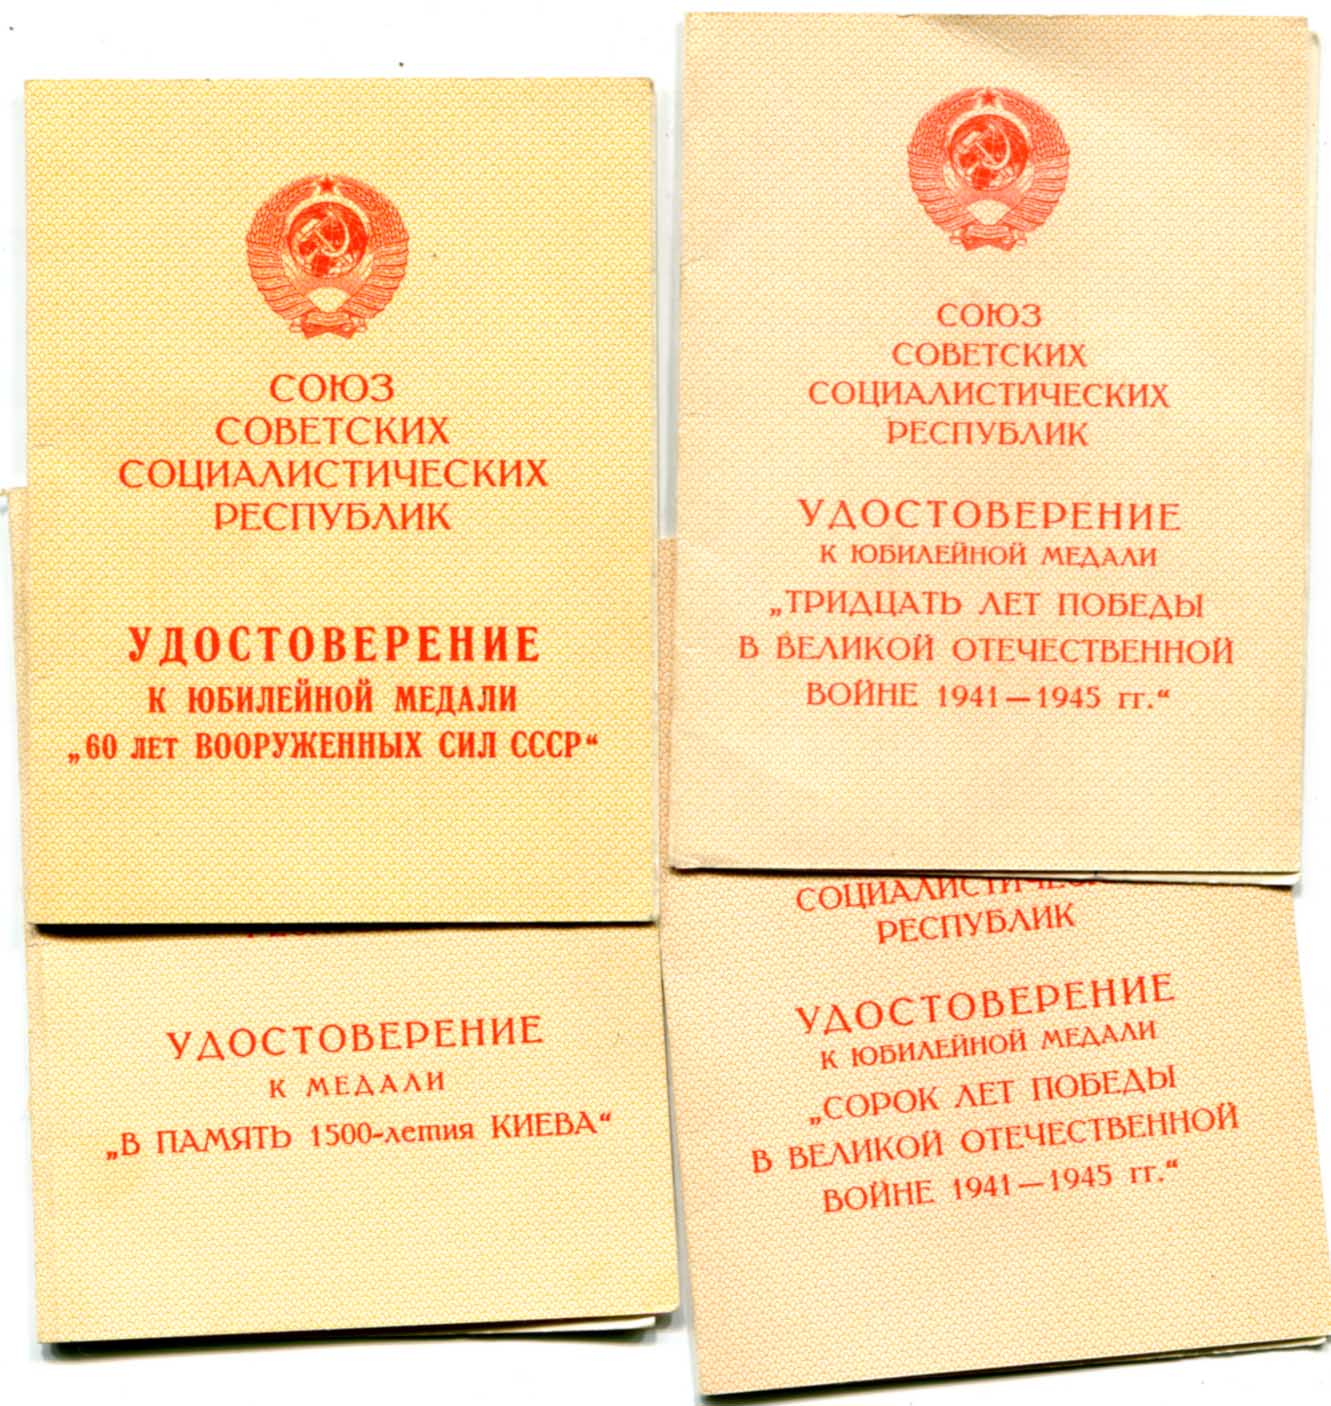 СОЮЗ
СОВЕТСКИХ
СОЦИАЛИСТИЧЕСКИХ
РЕСПУБЛИК
УДОСТОВЕРЕНИЕ
К ЮБИЛЕЙНОЙ МЕДАЛИ
„60 лет ВООРУЖЕННЫХ СИЛ СССР“
СОЮЗ
СОВЕТСКИХ
СОЦИАЛИСТИЧЕСКИХ
РЕСПУБЛИК
УДОСТОВЕРЕНИЕ
К ЮБИЛЕЙНОЙ МЕДАЛИ
„ТРИДЦАТЬ ЛЕТ ПОБЕДЫ
В ВЕЛИКОЙ ОТЕЧЕСТВЕННОЙ
ВОЙНЕ 1941—1945 гг.“
УДОСТОВЕРЕНИЕ
К МЕДАЛИ
„В ПАМЯТЬ 1500-летия КИЕВА“
РЕСПУБЛИК
УДОСТОВЕРЕНИЕ
К ЮБИЛЕЙНОЙ МЕДАЛИ
„СОРОК ЛЕТ ПОБЕДЫ
В ВЕЛИКОЙ ОТЕЧЕСТВЕННОЙ
ВОЙНЕ 1941—1945 гг.“